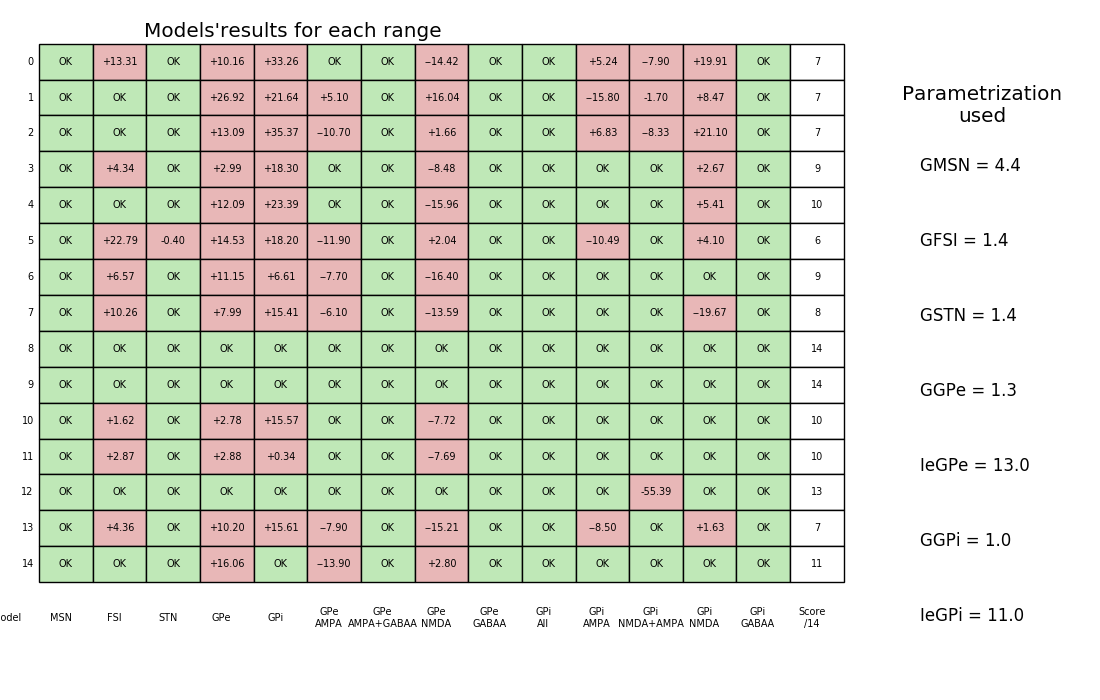 Models'results for each range
0 OK +13.31 OK +10.16 +33.26 OK OK −14.42 OK OK +5.24 −7.90 +19.91 OK 7
1 OK OK OK +26.92 +21.64 +5.10 OK +16.04 OK OK −15.80 -1.70 +8.47 OK 7
2 OK OK OK +13.09 +35.37 −10.70 OK +1.66 OK OK +6.83 −8.33 +21.10 OK 7
3 OK +4.34 OK +2.99 +18.30 OK OK −8.48 OK OK OK OK +2.67 OK 9
4 OK OK OK +12.09 +23.39 OK OK −15.96 OK OK OK OK +5.41 OK 10
5 OK +22.79 -0.40 +14.53 +18.20 −11.90 OK +2.04 OK OK −10.49 OK +4.10 OK 6
6 OK +6.57 OK +11.15 +6.61 −7.70 OK −16.40 OK OK OK OK OK OK 9
7 OK +10.26 OK +7.99 +15.41 −6.10 OK −13.59 OK OK OK OK −19.67 OK 8
8 OK OK OK OK OK OK OK OK OK OK OK OK OK OK 14
9 OK OK OK OK OK OK OK OK OK OK OK OK OK OK 14
10 OK +1.62 OK +2.78 +15.57 OK OK −7.72 OK OK OK OK OK OK 10
11 OK +2.87 OK +2.88 +0.34 OK OK −7.69 OK OK OK OK OK OK 10
12 OK OK OK OK OK OK OK OK OK OK OK -55.39 OK OK 13
13 OK +4.36 OK +10.20 +15.61 −7.90 OK −15.21 OK OK −8.50 OK +1.63 OK 7
14 OK OK OK +16.06 OK −13.90 OK +2.80 OK OK OK OK OK OK 11
odel MSN FSI STN GPe GPi GPe AMPA GPe AMPA+GABAA GPe NMDA GPe GABAA GPi All GPi AMPA GPi NMDA+AMPA GPi NMDA GPi GABAA Score /14
Parametrization
used
GMSN = 4.4
GFSI = 1.4
GSTN = 1.4
GGPe = 1.3
IeGPe = 13.0
GGPi = 1.0
IeGPi = 11.0